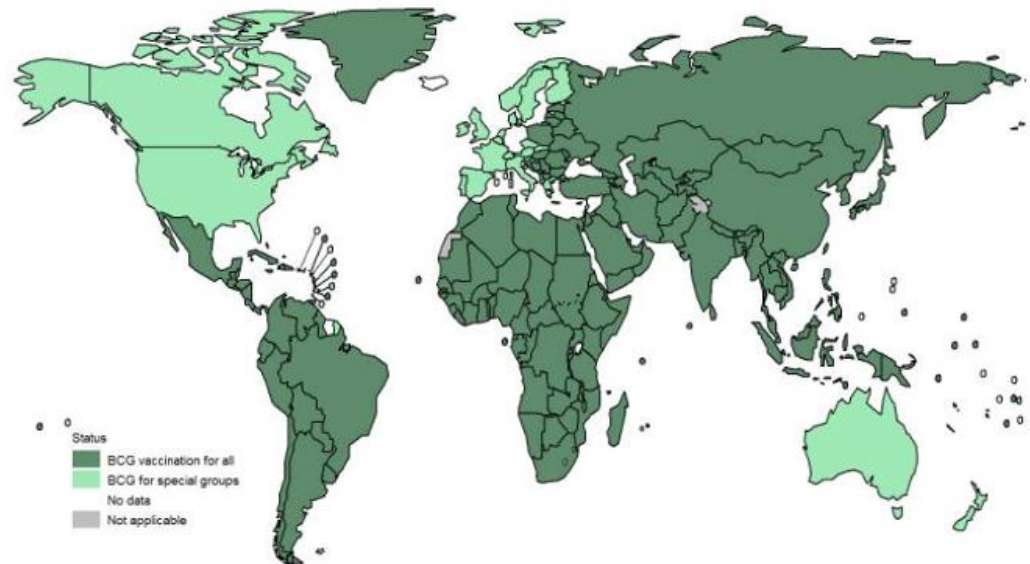 Status
BCG vaccination for all
BCG for special groups
No data
Not applicable